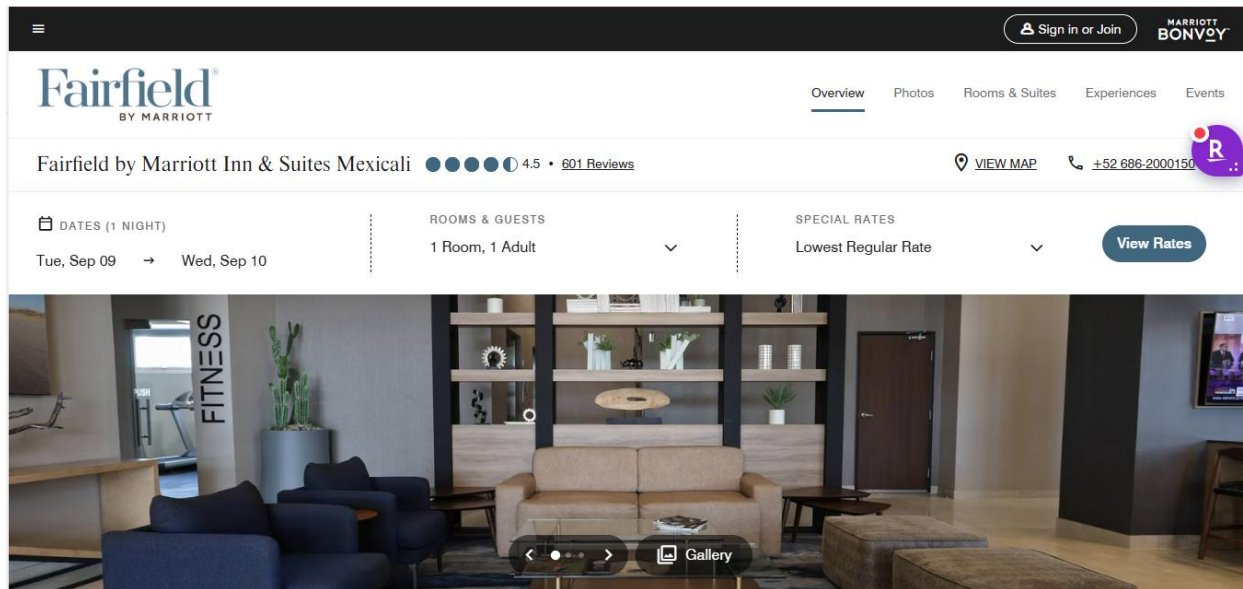 Sign in or Join
MARRIOTT
BONVOY
Fairfield®
BY MARRIOTT
Overview Photos Rooms & Suites Experiences Events
Fairfield by Marriott Inn & Suites Mexicali 4.5 • 601 Reviews
VIEW MAP +52 686-2000150
R
DATES (1 NIGHT)
Tue, Sep 09 → Wed, Sep 10
ROOMS & GUESTS
1 Room, 1 Adult
SPECIAL RATES
Lowest Regular Rate
View Rates
FITNESS
PUSH
Gallery